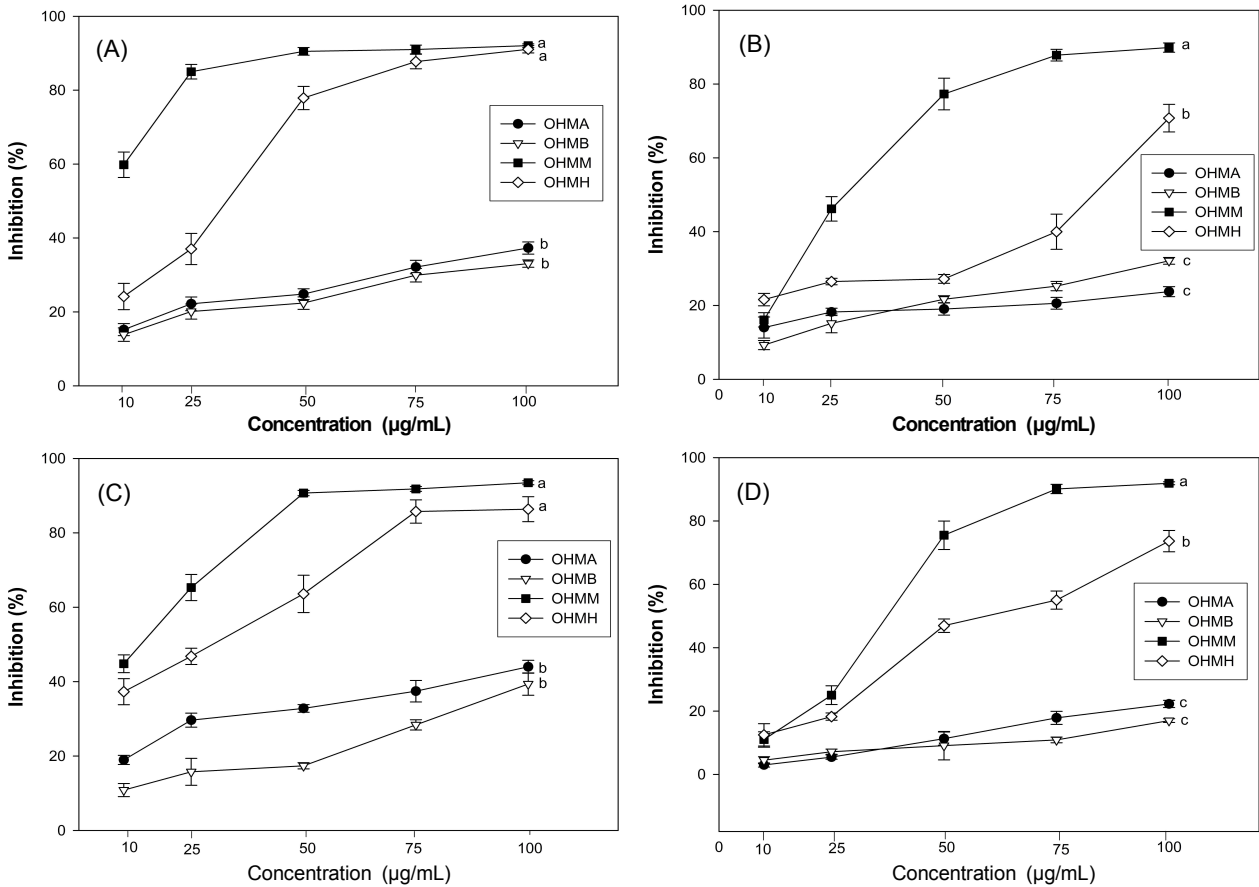 (A)
Inhibition (%)
100
80
60
40
20
0
OHMA
OHMB
OHMM
OHMH
a
a
b
b
10 25 50 75 100
Concentration (µg/mL)
(B)
Inhibition (%)
100
80
60
40
20
0
OHMA
OHMB
OHMM
OHMH
a
b
c
c
0 10 25 50 75 100
Concentration (µg/mL)
(C)
Inhibition (%)
100
80
60
40
20
0
OHMA
OHMB
OHMM
OHMH
a
a
b
b
10 25 50 75 100
Concentration (µg/mL)
(D)
Inhibition (%)
100
80
60
40
20
0
OHMA
OHMB
OHMM
OHMH
a
b
c
c
0 10 25 50 75 100
Concentration (µg/mL)